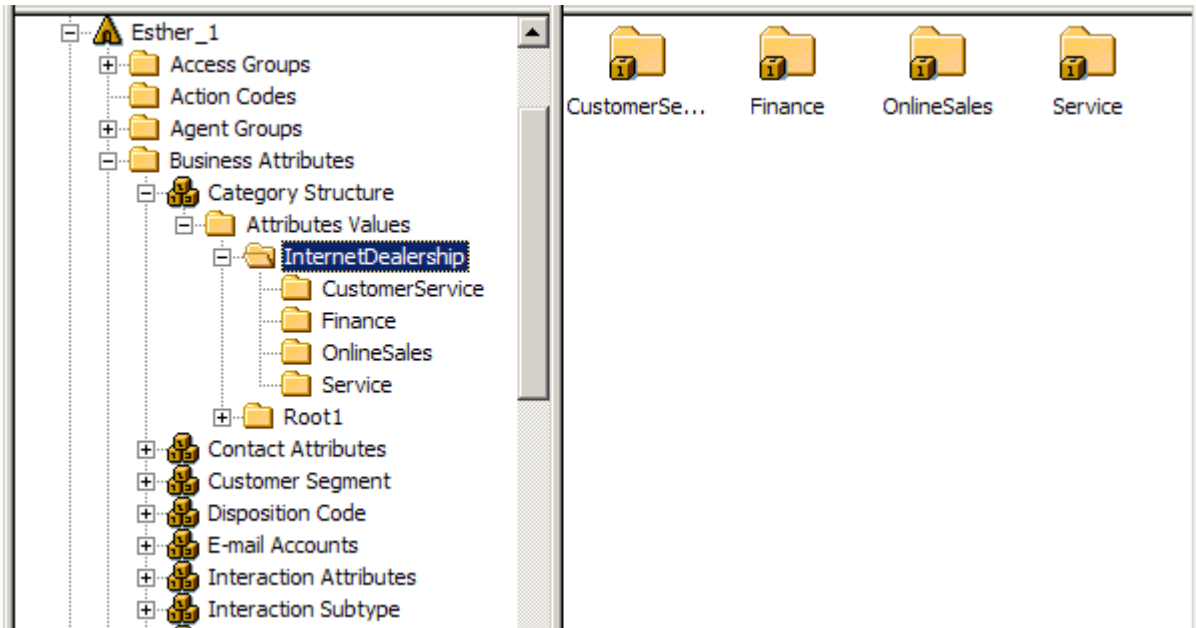 Esther_1
Access Groups
Action Codes
Agent Groups
Business Attributes
Category Structure
Attributes Values
InternetDealership
CustomerService
Finance
OnlineSales
Service
Root1
Contact Attributes
Customer Segment
Disposition Code
E-mail Accounts
Interaction Attributes
Interaction Subtype
CustomerSe... Finance OnlineSales Service